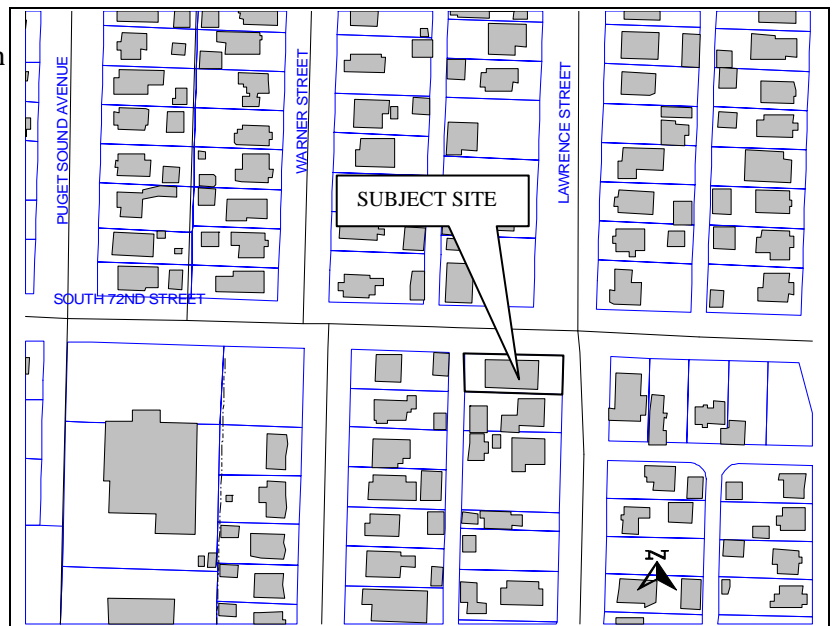 n
PUGET SOUND AVENUE
WARNER STREET
LAWRENCE STREET
SUBJECT SITE
SOUTH 72ND STREET
N